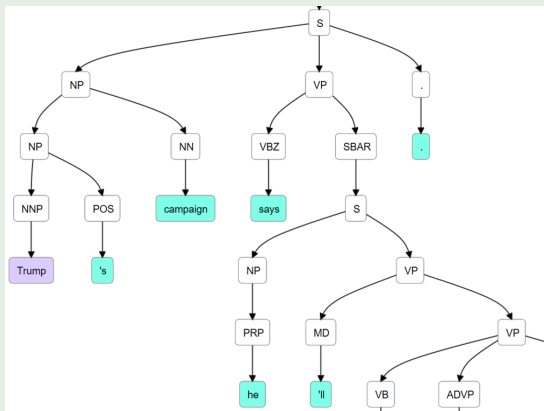 S
NP VP .
NP NN VBZ SBAR .
NNP POS campaign says S
Trump 's NP VP
PRP MD VP
he 'll VB ADVP